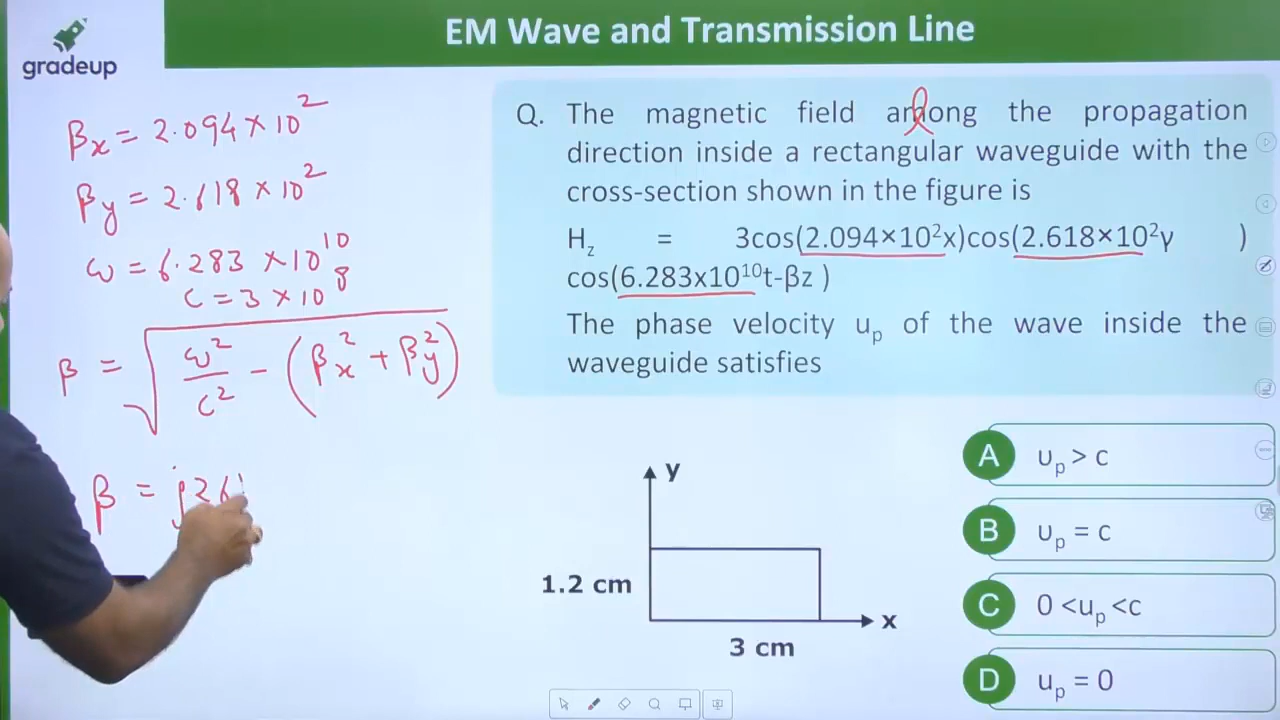 gradeup
EM Wave and Transmission Line
βx = 2.094 × 10²
βy = 2.618 × 10²
ω = 6.283 × 10¹⁰
c = 3 × 10⁸
β = √(ω²/c² - (βx² + βy²))
β = j26
Q. The magnetic field along the propagation
direction inside a rectangular waveguide with the
cross-section shown in the figure is
Hz = 3cos(2.094×10²x)cos(2.618×10²y )
cos(6.283x10¹⁰t-βz )
The phase velocity up of the wave inside the
waveguide satisfies
y
1.2 cm
x
3 cm
A up > c
B up = c
C 0 <up <c
D up = 0